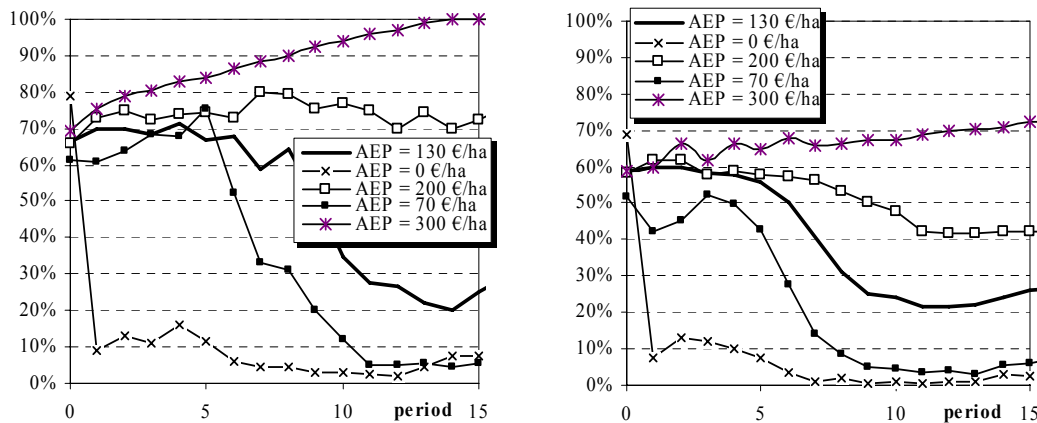 100%
90%
80%
70%
60%
50%
40%
30%
20%
10%
0%
0 5 10 period 15
AEP = 130 €/ha
AEP = 0 €/ha
AEP = 200 €/ha
AEP = 70 €/ha
AEP = 300 €/ha
100%
90%
80%
70%
60%
50%
40%
30%
20%
10%
0%
0 5 10 period 15
AEP = 130 €/ha
AEP = 0 €/ha
AEP = 200 €/ha
AEP = 70 €/ha
AEP = 300 €/ha